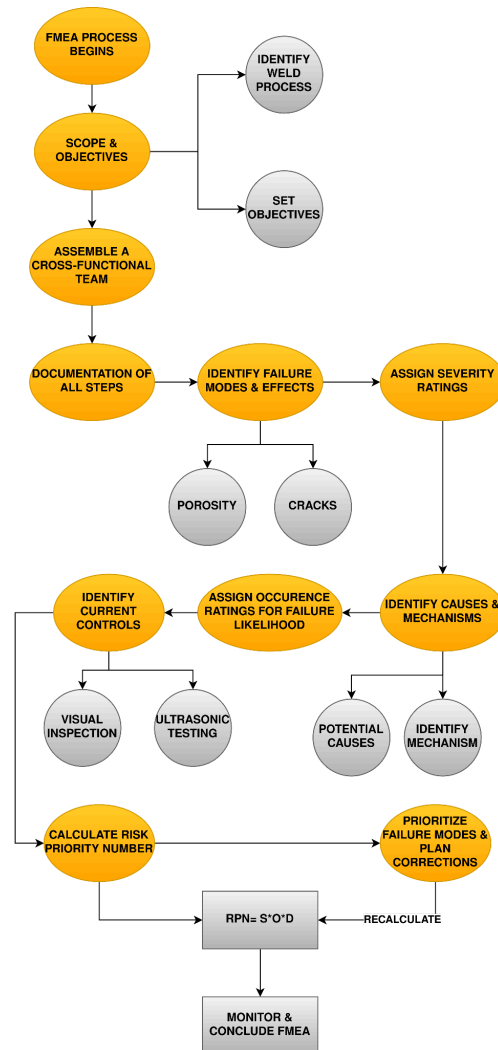 FMEA PROCESS
BEGINS
IDENTIFY
WELD
PROCESS
SCOPE &
OBJECTIVES
SET
OBJECTIVES
ASSEMBLE A
CROSS-FUNCTIONAL
TEAM
DOCUMENTATION OF
ALL STEPS
IDENTIFY FAILURE
MODES & EFFECTS
ASSIGN SEVERITY
RATINGS
POROSITY
CRACKS
IDENTIFY
CURRENT
CONTROLS
ASSIGN OCCURENCE
RATINGS FOR FAILURE
LIKELIHOOD
IDENTIFY CAUSES &
MECHANISMS
VISUAL
INSPECTION
ULTRASONIC
TESTING
POTENTIAL
CAUSES
IDENTIFY
MECHANISM
CALCULATE RISK
PRIORITY NUMBER
PRIORITIZE
FAILURE MODES &
PLAN
CORRECTIONS
RPN= S*O*D
RECALCULATE
MONITOR &
CONCLUDE FMEA